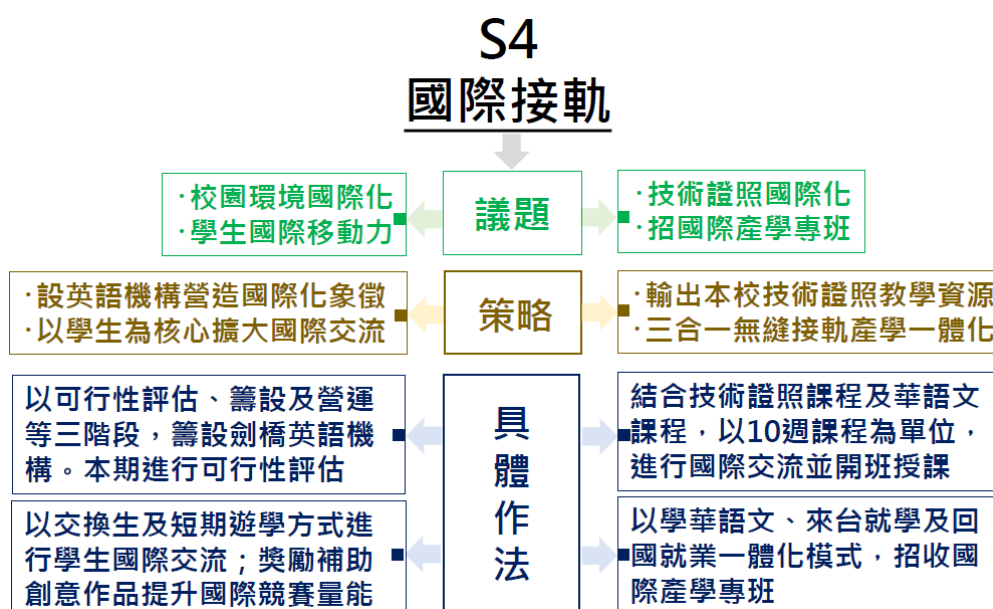 S4
國際接軌
·校園環境國際化
·學生國際移動力
議題
·技術證照國際化
·招國際產學專班
·設英語機構營造國際化象徵
·以學生為核心擴大國際交流
策略
·輸出本校技術證照教學資源
·三合一無縫接軌產學一體化
具體作法
以可行性評估、籌設及營運
等三階段，籌設劍橋英語機
構。本期進行可行性評估
結合技術證照課程及華語文
課程，以10週課程為單位，
進行國際交流並開班授課
以交換生及短期遊學方式進
行學生國際交流；獎勵補助
創意作品提升國際競賽量能
以學華語文、來台就學及回
國就業一體化模式，招收國
際產學專班